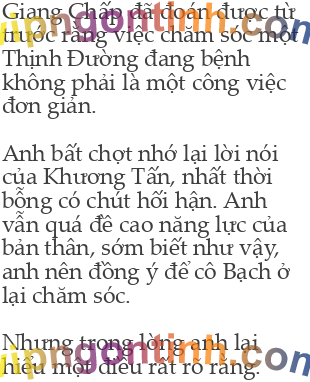 Giang Chấp đã đoán được từ
trước rằng việc chăm sóc một
Thịnh Đường đang bệnh
không phải là một công việc
đơn giản.
Anh bất chợt nhớ lại lời nói
của Khương Tấn, nhất thời
bỗng có chút hối hận. Anh
vẫn quá đề cao năng lực của
bản thân, sớm biết như vậy,
anh nên đồng ý để cô Bạch ở
lại chăm sóc.
Nhưng trong lòng anh lại
hiểu một điều rất rõ ràng.
vipngontinh.com